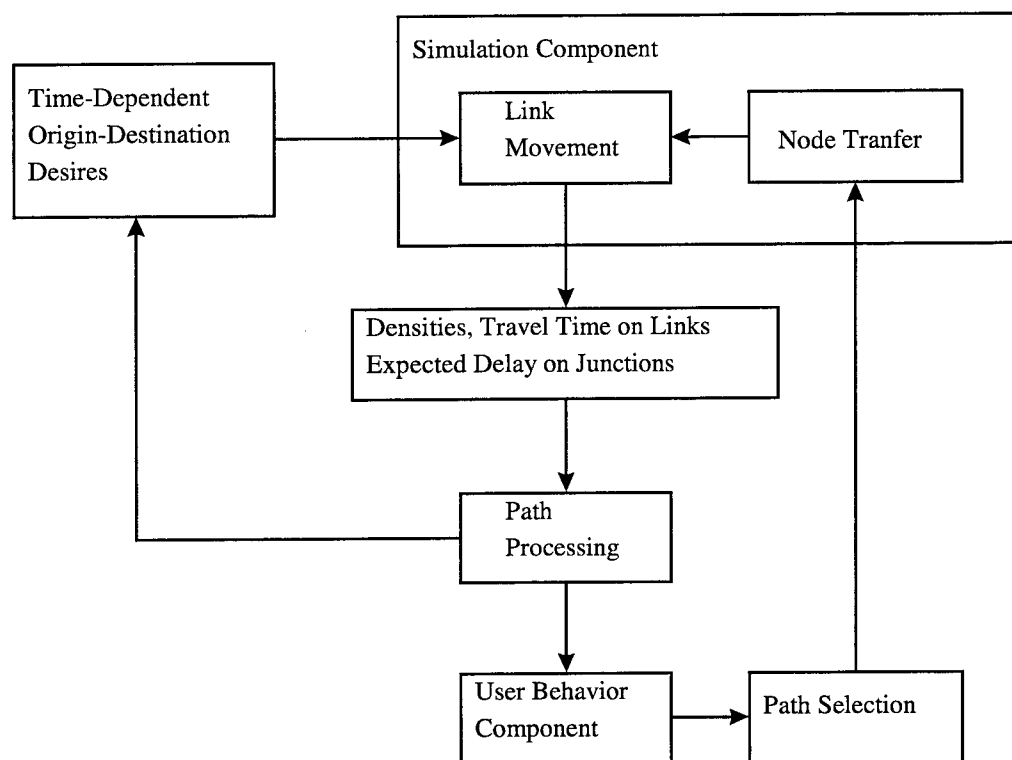 Simulation Component
Time-Dependent
Origin-Destination
Desires
Link
Movement
Node Tranfer
Densities, Travel Time on Links
Expected Delay on Junctions
Path
Processing
User Behavior
Component
Path Selection